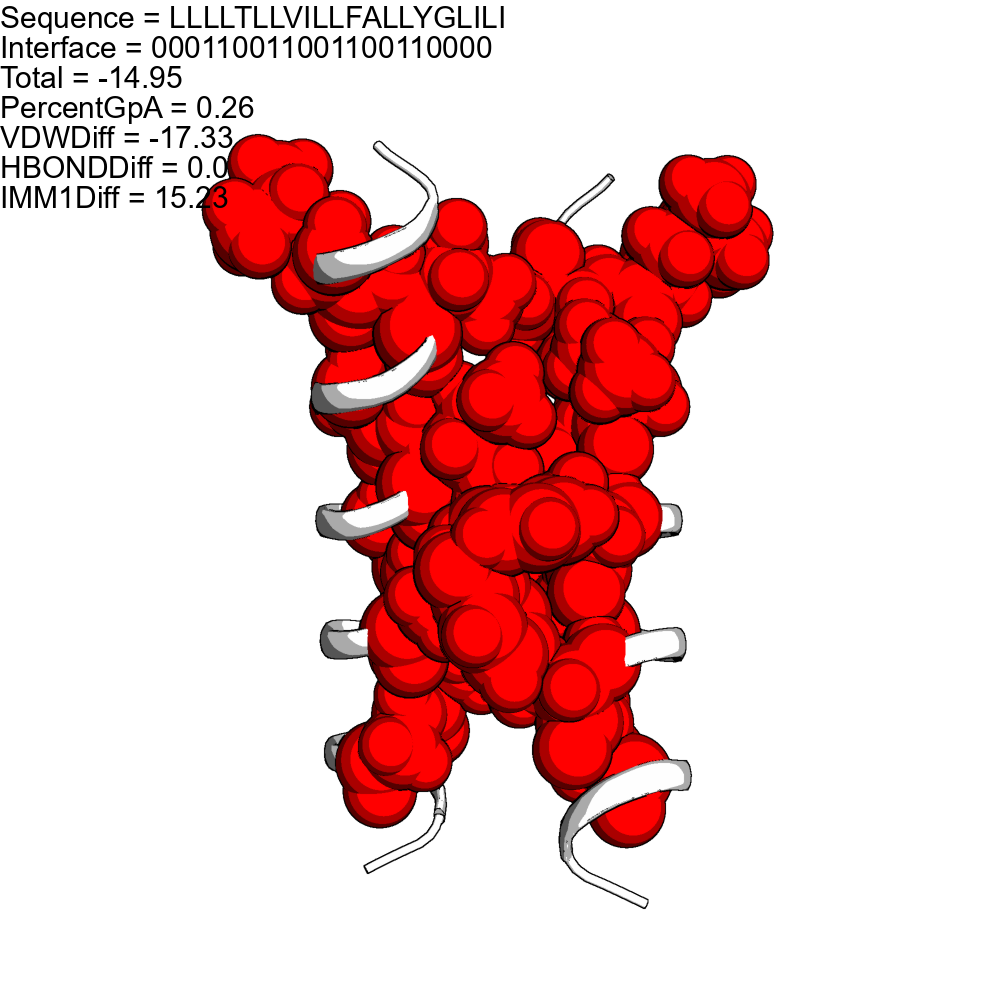 Sequence = LLLLTLLVILLFALLYGLILI
Interface = 000110011001100110000
Total = -14.95
PercentGpA = 0.26
VDWDiff = -17.33
HBONDDiff = 0.0
IMM1Diff = 15.23